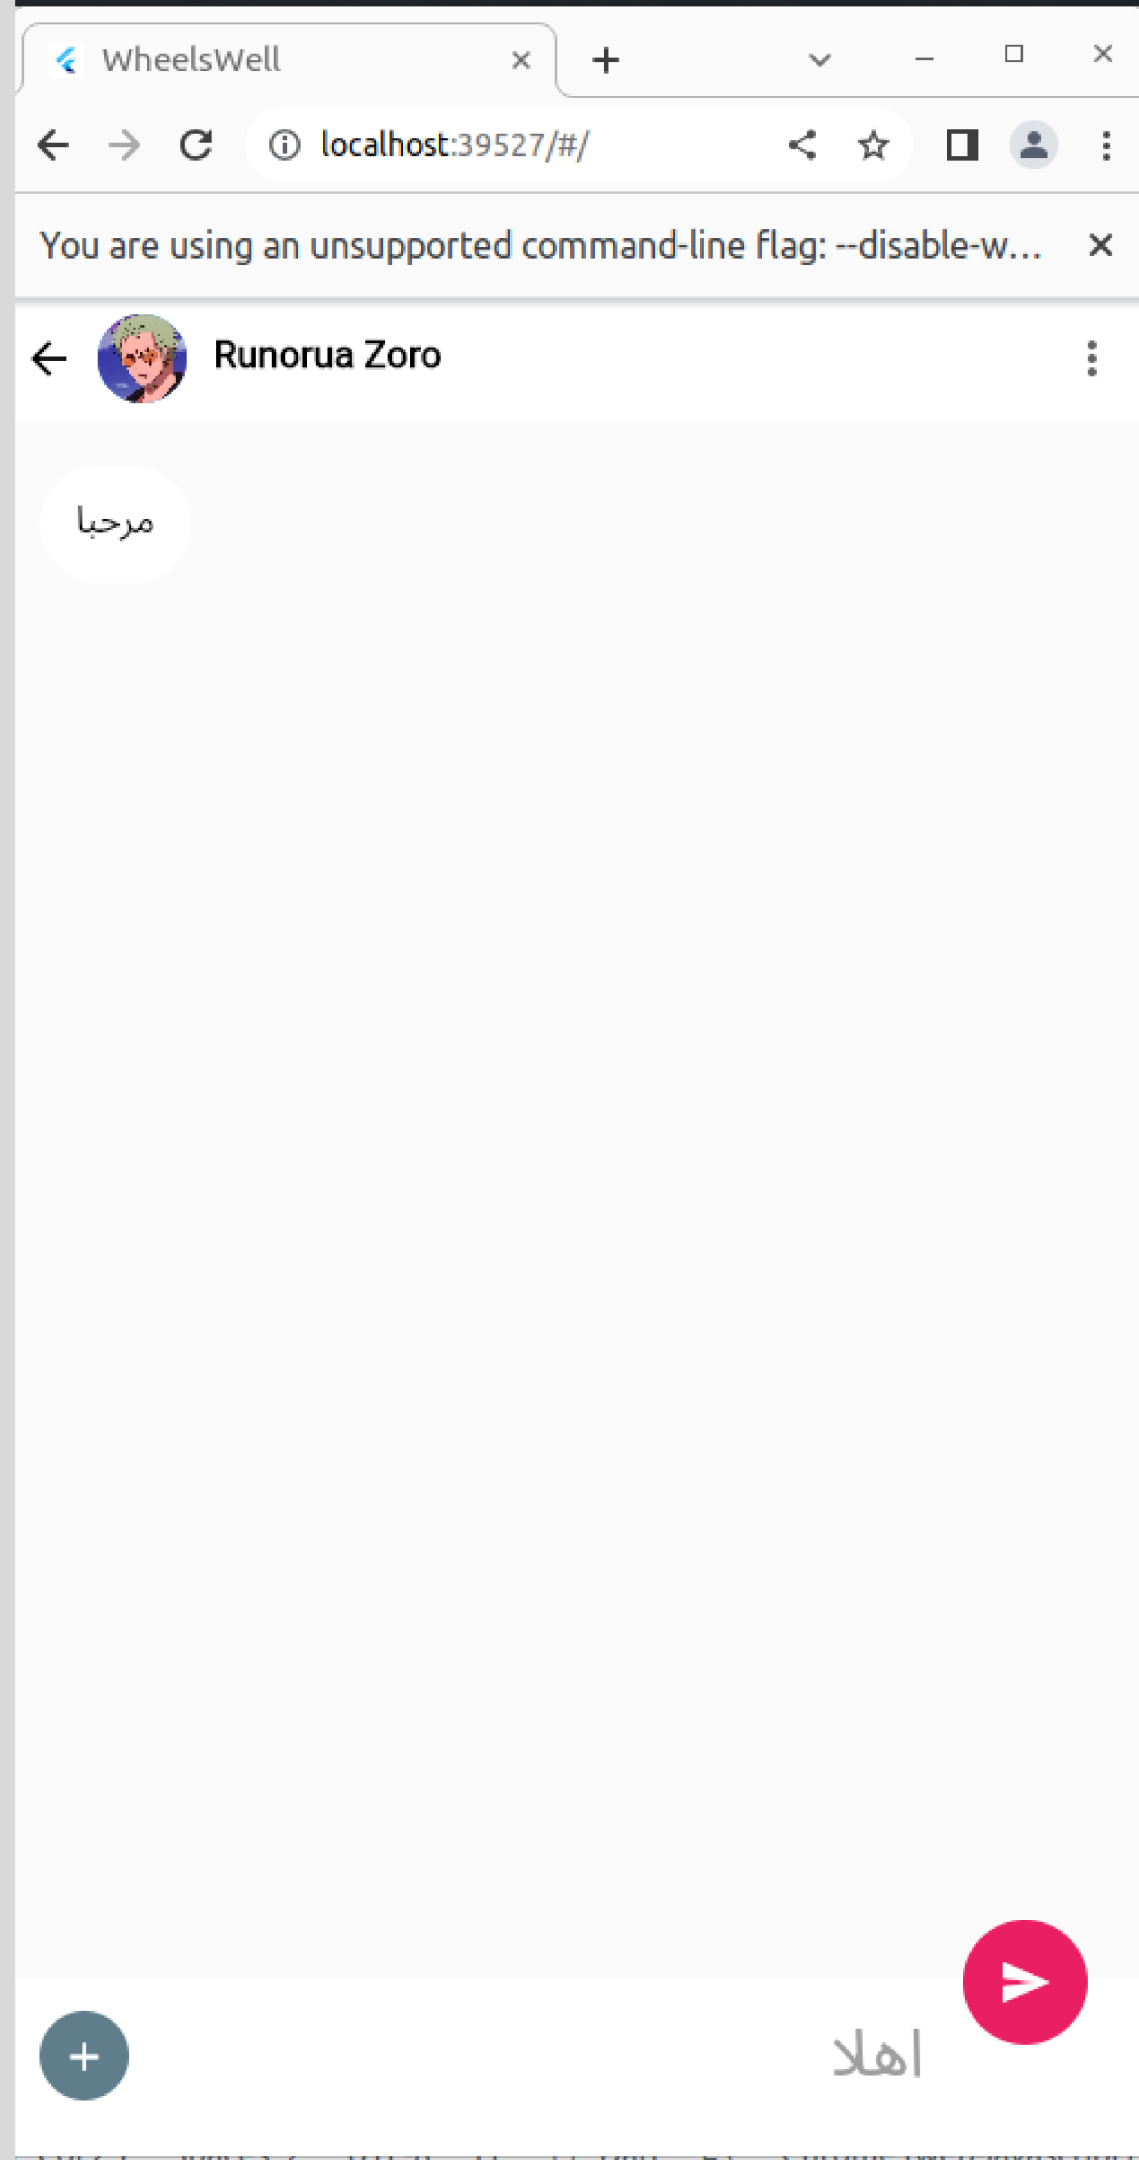 WheelsWell
localhost:39527/#/
You are using an unsupported command-line flag: --disable-w...
Runorua Zoro
مرحبا
اهلا